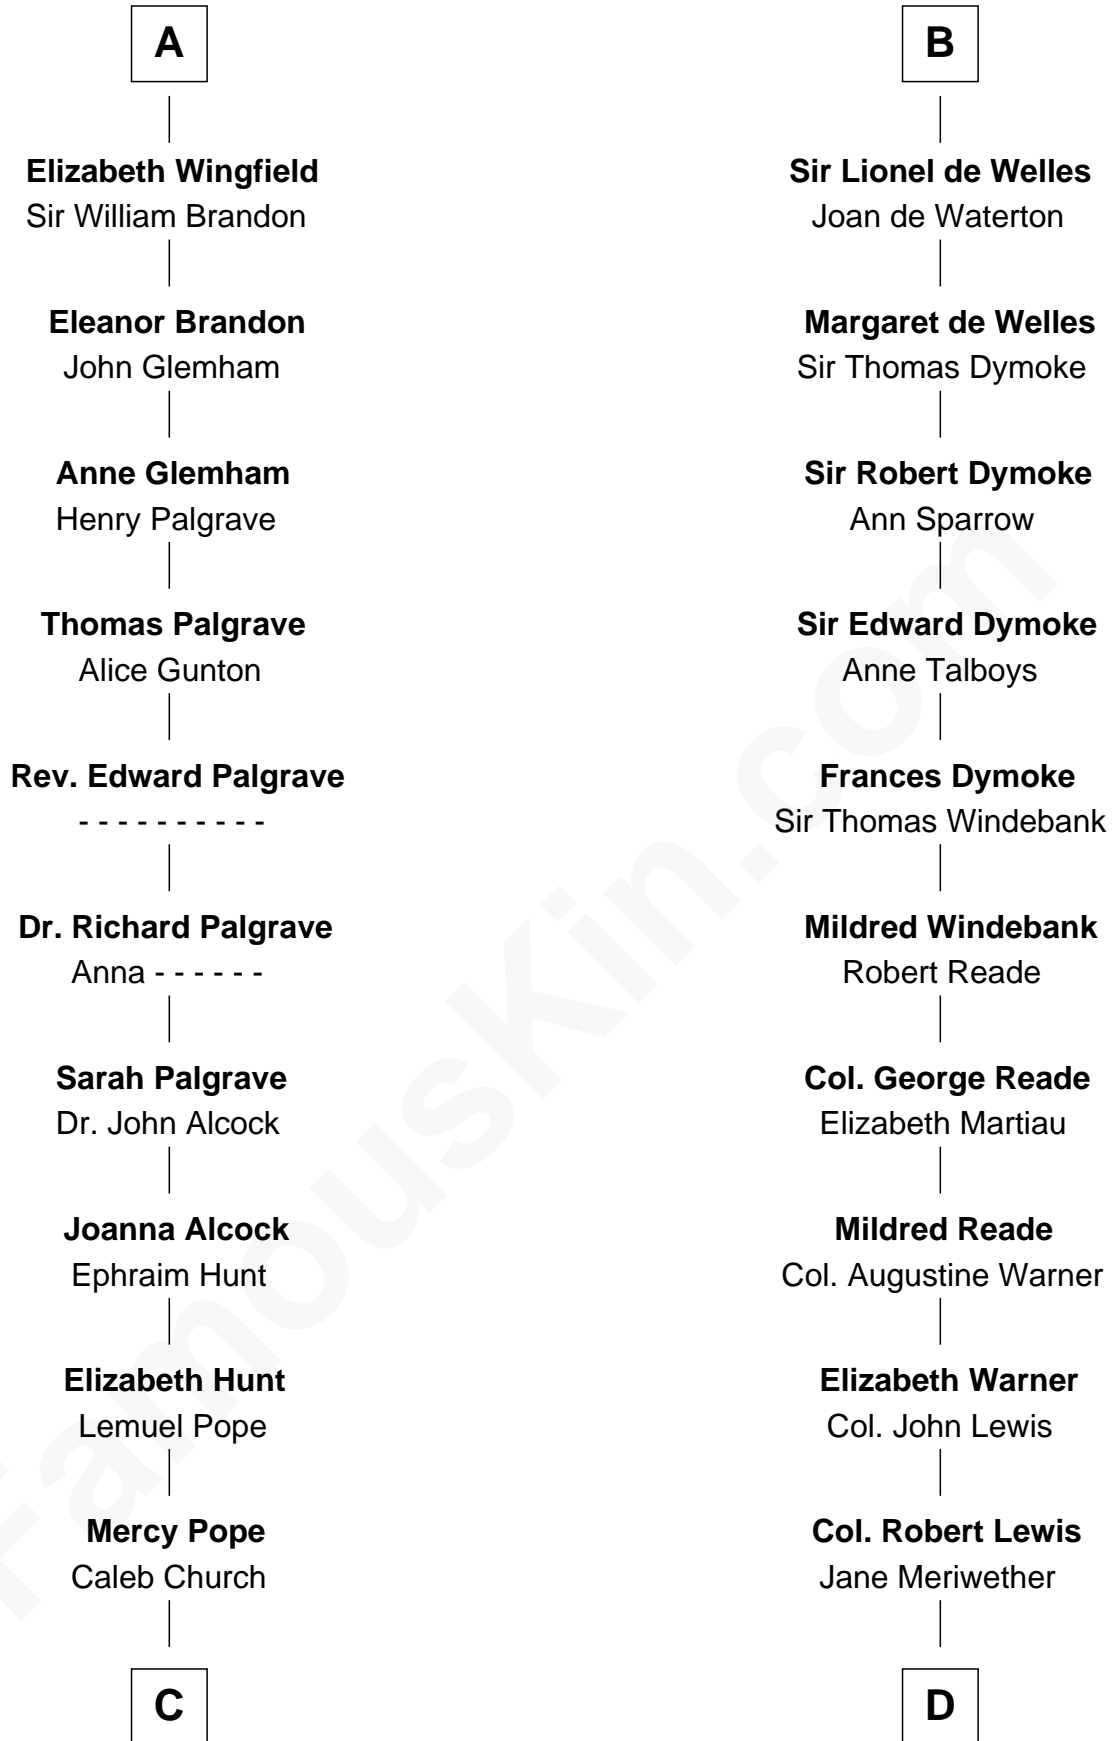 A
Elizabeth Wingfield
Sir William Brandon
Eleanor Brandon
John Glemham
Anne Glemham
Henry Palgrave
Thomas Palgrave
Alice Gunton
Rev. Edward Palgrave
- - - - - - - - - -
Dr. Richard Palgrave
Anna - - - - - -
Sarah Palgrave
Dr. John Alcock
Joanna Alcock
Ephraim Hunt
Elizabeth Hunt
Lemuel Pope
Mercy Pope
Caleb Church
C
B
Sir Lionel de Welles
Joan de Waterton
Margaret de Welles
Sir Thomas Dymoke
Sir Robert Dymoke
Ann Sparrow
Sir Edward Dymoke
Anne Talboys
Frances Dymoke
Sir Thomas Windebank
Mildred Windebank
Robert Reade
Col. George Reade
Elizabeth Martiau
Mildred Reade
Col. Augustine Warner
Elizabeth Warner
Col. John Lewis
Col. Robert Lewis
Jane Meriwether
D
FamousKin.com